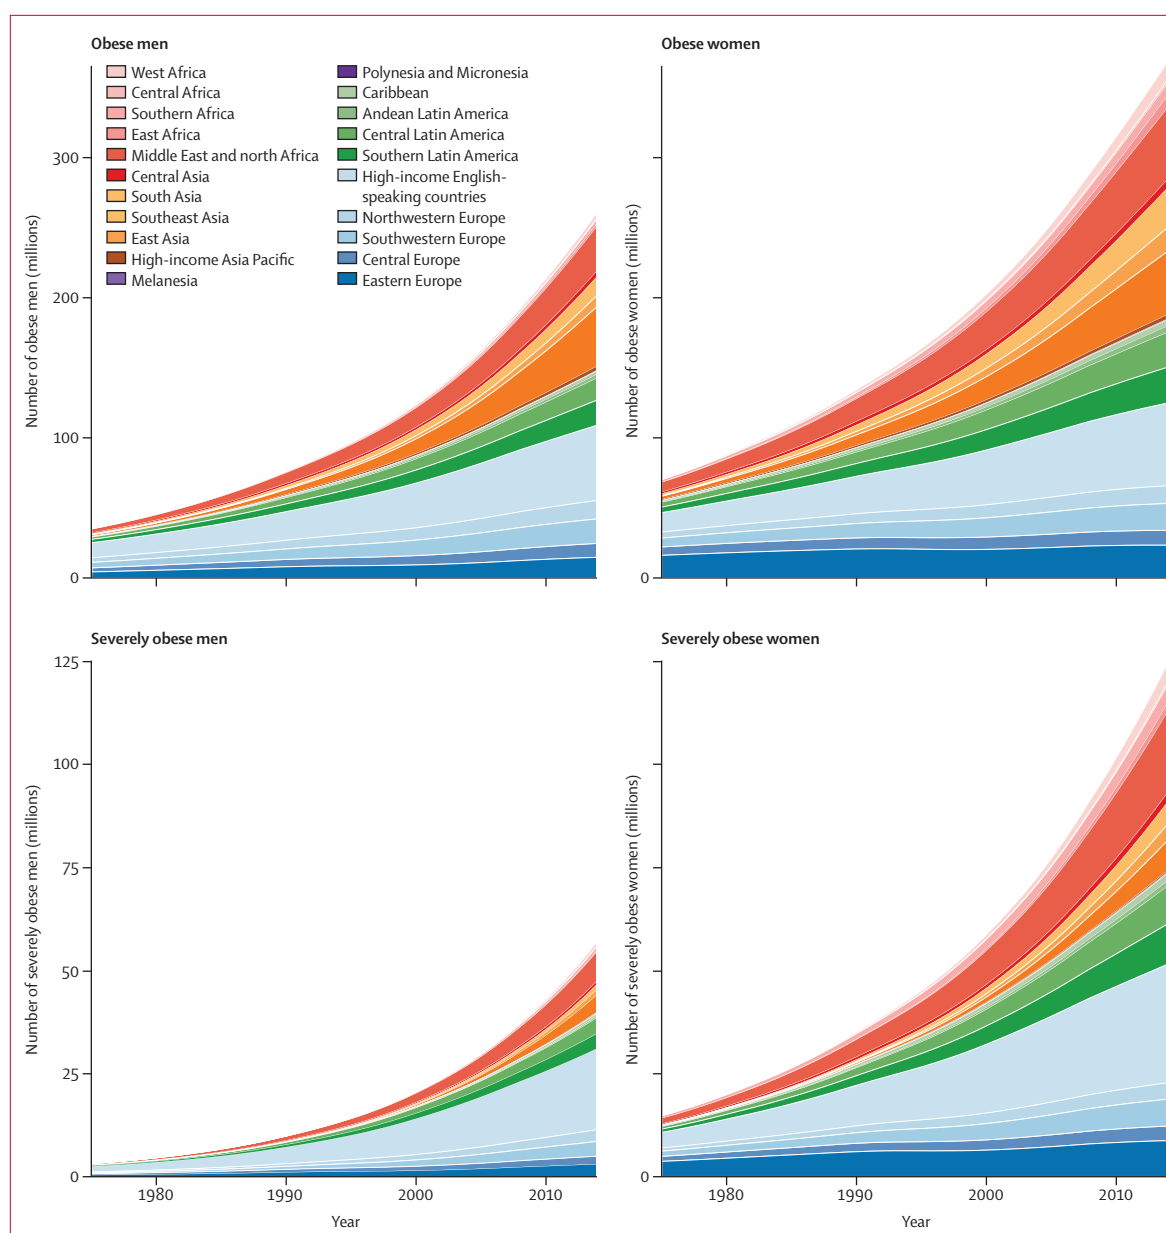 Obese men
Obese women
West Africa
Central Africa
Southern Africa
East Africa
Middle East and north Africa
Central Asia
South Asia
Southeast Asia
East Asia
High-income Asia Pacific
Melanesia
Polynesia and Micronesia
Caribbean
Andean Latin America
Central Latin America
Southern Latin America
High-income English-
speaking countries
Northwestern Europe
Southwestern Europe
Central Europe
Eastern Europe
Number of obese men (millions)
300
200
100
0
Number of obese women (millions)
300
200
100
0
Severely obese men
Severely obese women
Number of severely obese men (millions)
125
100
75
50
25
0
1980
1990
2000
2010
Year
Number of severely obese women (millions)
0
1980
1990
2000
2010
Year